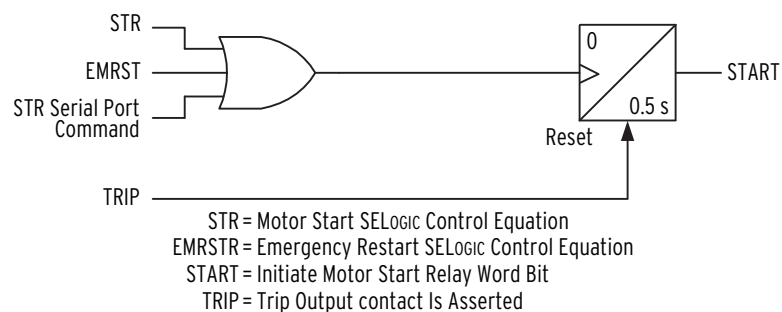 STR
EMRST
STR Serial Port
Command
0
0.5 s
START
Reset
TRIP
STR = Motor Start SELOGIC Control Equation
EMRSTR = Emergency Restart SELOGIC Control Equation
START = Initiate Motor Start Relay Word Bit
TRIP = Trip Output contact Is Asserted